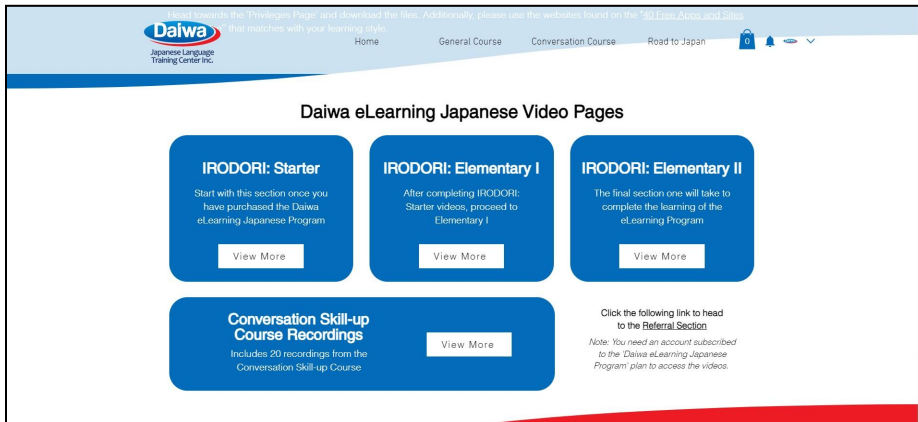 Head towards the 'Privileges Page' and download the files. Additionally, please use the websites found on the "40 Free Apps and Sites
" that matches with your learning style.
Daiwa
Japanese Language
Training Center Inc.
Home
General Course
Conversation Course
Road to Japan
0
Daiwa eLearning Japanese Video Pages
IRODORI: Starter
Start with this section once you
have purchased the Daiwa
eLearning Japanese Program
View More
IRODORI: Elementary I
After completing IRODORI:
Starter videos, proceed to
Elementary I
View More
IRODORI: Elementary II
The final section one will take to
complete the learning of the
eLearning Program
View More
Conversation Skill-up
Course Recordings
Includes 20 recordings from the
Conversation Skill-up Course
View More
Click the following link to head
to the Referral Section
Note: You need an account subscribed
to the 'Daiwa eLearning Japanese
Program' plan to access the videos.